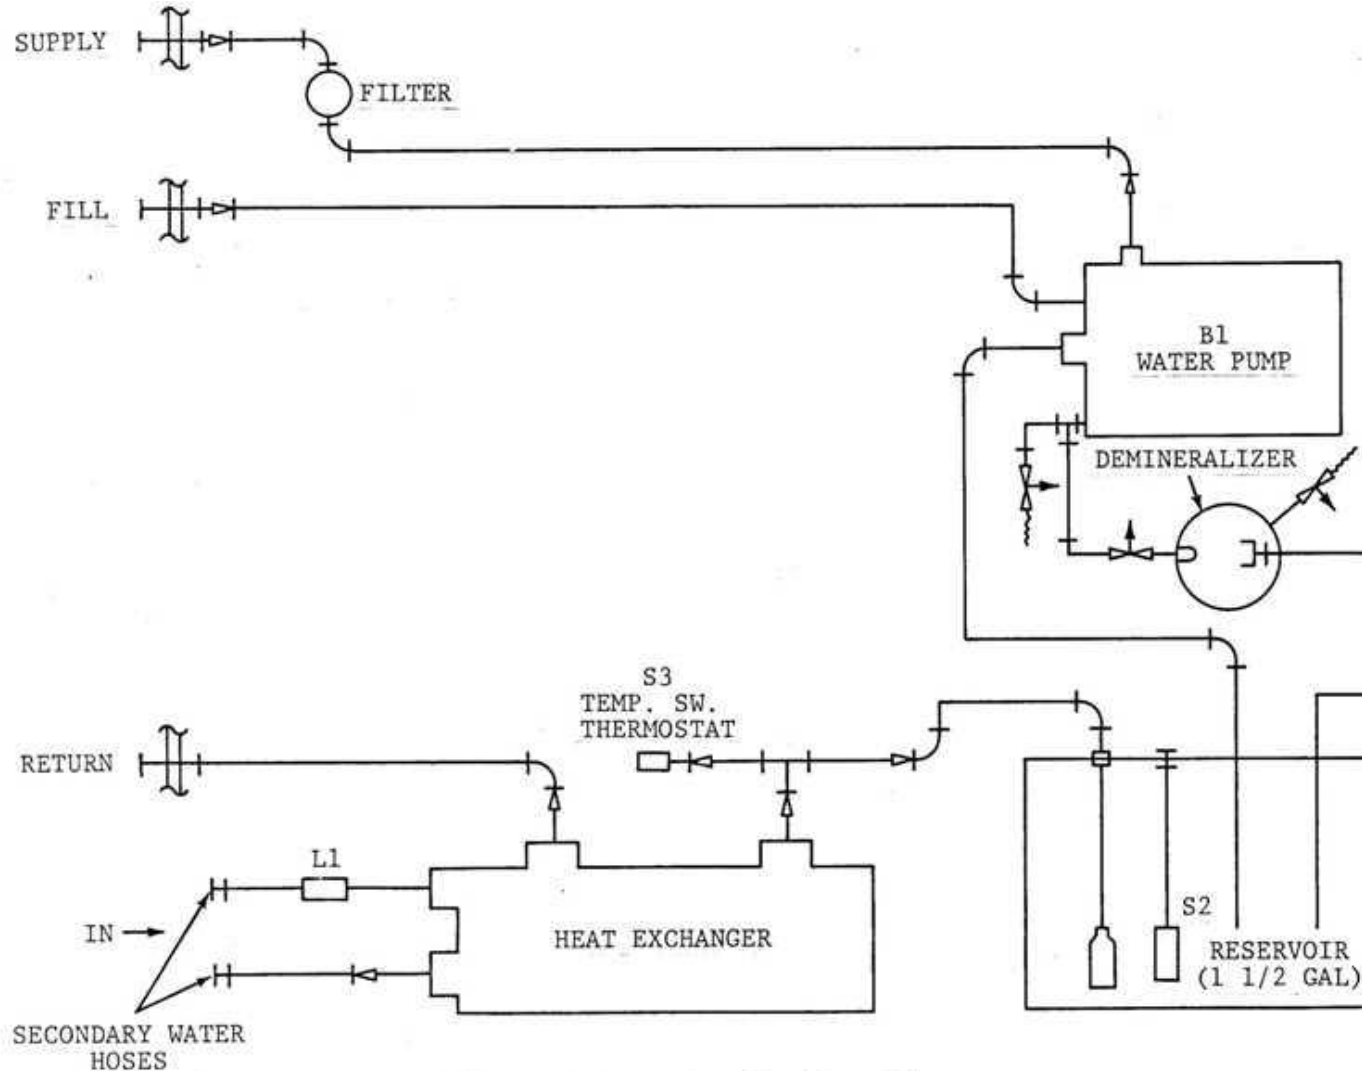 SUPPLY
FILTER
FILL
B1
WATER PUMP
DEMINERALIZER
S3
TEMP. SW.
THERMOSTAT
RETURN
L1
S2
IN
HEAT EXCHANGER
RESERVOIR
(1 1/2 GAL)
SECONDARY WATER
HOSES